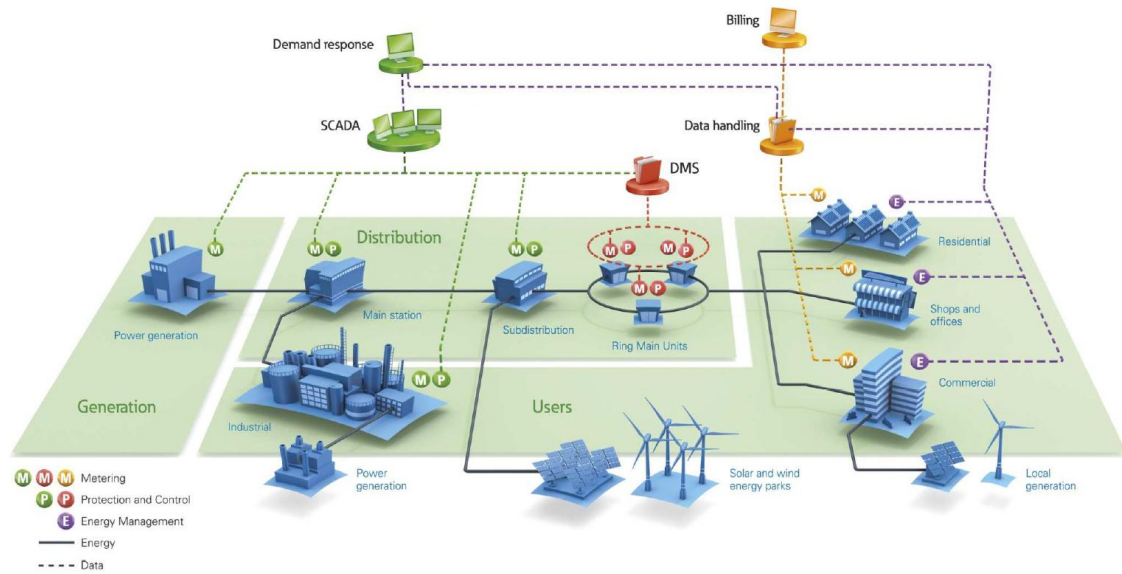 Billing
Demand response
SCADA
Data handling
DMS
M
E
Distribution
M
M P
M P
M P
M P
Residential
M
E
M P
Power generation
Main station
Subdistribution
Ring Main Units
Shops and
offices
M P
M
E
Commercial
Generation
Industrial
Users
Power
generation
Solar and wind
energy parks
Local
generation
M M M Metering
P P Protection and Control
E Energy Management
Energy
Data